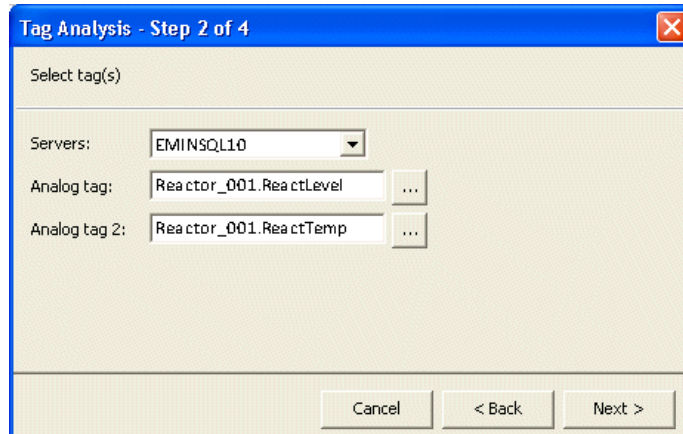 Tag Analysis - Step 2 of 4
Select tag(s)
Servers: EMINSQL10
Analog tag: Reactor_001.ReactLevel ...
Analog tag 2: Reactor_001.ReactTemp ...
Cancel < Back Next >